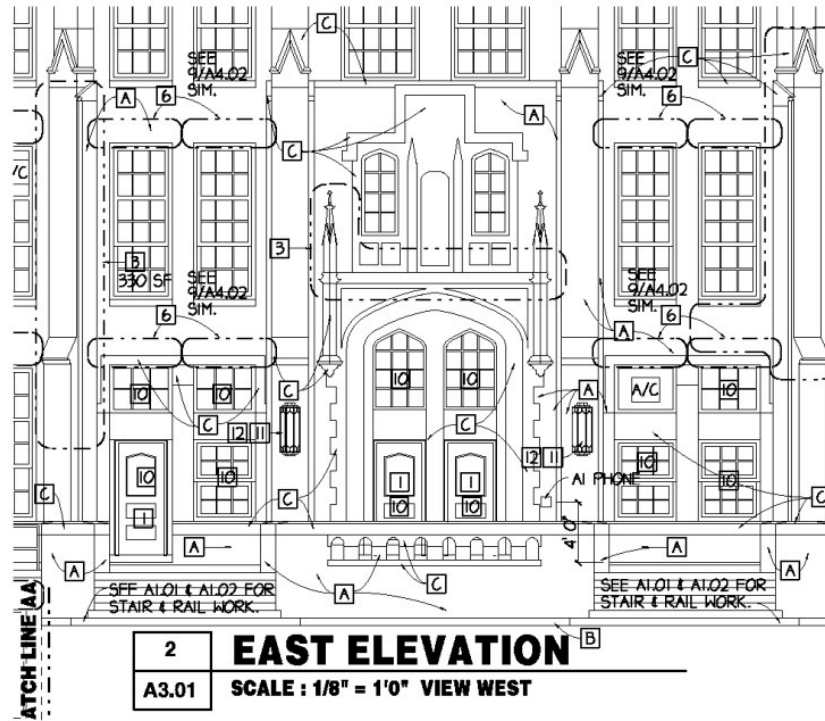 C
SEE
9/A4.02
SIM.
SEE
9/A4.02
SIM.
C
A
6
6
A
C
/C
3
3
330 SF
SEE
9/A4.02
SIM.
SEE
9/A4.02
SIM.
6
A
6
10
10
C
10
10
A
A/C
10
C
C
12
11
12
11
10
10
1
1
10
10
A1 PHONE
10
10
C
C
C
1
10
10
4' 0"
A
A
A
A
C
A
A
SEE A1.01 & A1.02 FOR
STAIR & RAIL WORK.
SEE A1.01 & A1.02 FOR
STAIR & RAIL WORK.
B
ATCH LINE AA
2
EAST ELEVATION
A3.01
SCALE : 1/8" = 1'0" VIEW WEST